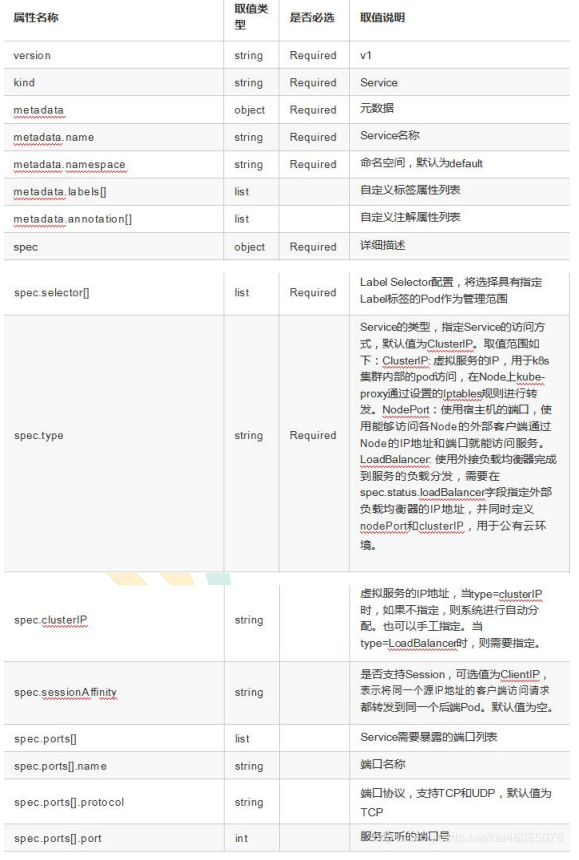 属性名称 取值类型 是否必选 取值说明
version string Required v1
kind string Required Service
metadata object Required 元数据
metadata.name string Required Service名称
metadata.namespace string Required 命名空间，默认为default
metadata.labels[] list 自定义标签属性列表
metadata.annotation[] list 自定义注解属性列表
spec object Required 详细描述
spec.selector[] list Required Label Selector配置，将选择具有指定
Label标签的Pod作为管理范围
spec.type string Required Service的类型，指定Service的访问方
式，默认值为ClusterIP。取值范围如
下：ClusterIP: 虚拟服务的IP，用于k8s
集群内部的pod访问，在Node上kube-
proxy通过设置的Iptables规则进行转
发。NodePort：使用宿主机的端口，使
用能够访问各Node的外部客户端通过
Node的IP地址和端口就能访问服务。
LoadBalancer: 使用外接负载均衡器完成
到服务的负载分发，需要在
spec.status.loadBalancer字段指定外部
负载均衡器的IP地址，并同时定义
nodePort和clusterIP，用于公有云环
境。
spec.clusterIP string 虚拟服务的IP地址，当type=clusterIP
时，如果不指定，则系统进行自动分
配。也可以手工指定。当
type=LoadBalancer时，则需要指定。
spec.sessionAffinity string 是否支持Session，可选值为ClientIP，
表示将同一个源IP地址的客户端访问请求
都转发到同一个后端Pod。默认值为空。
spec.ports[] list Service需要暴露的端口列表
spec.ports[].name string 端口名称
spec.ports[].protocol string 端口协议，支持TCP和UDP，默认值为
TCP
spec.ports[].port int 服务监听的端口号